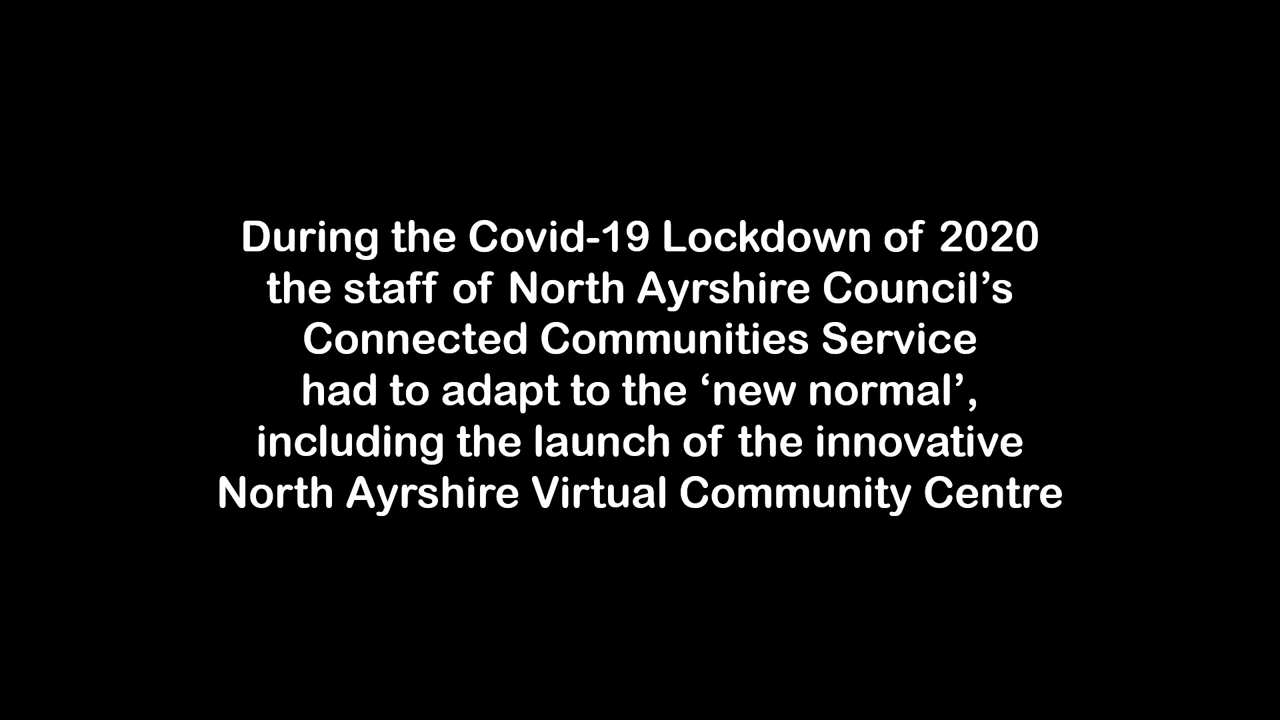 During the Covid-19 Lockdown of 2020
the staff of North Ayrshire Council’s
Connected Communities Service
had to adapt to the ‘new normal’,
including the launch of the innovative
North Ayrshire Virtual Community Centre